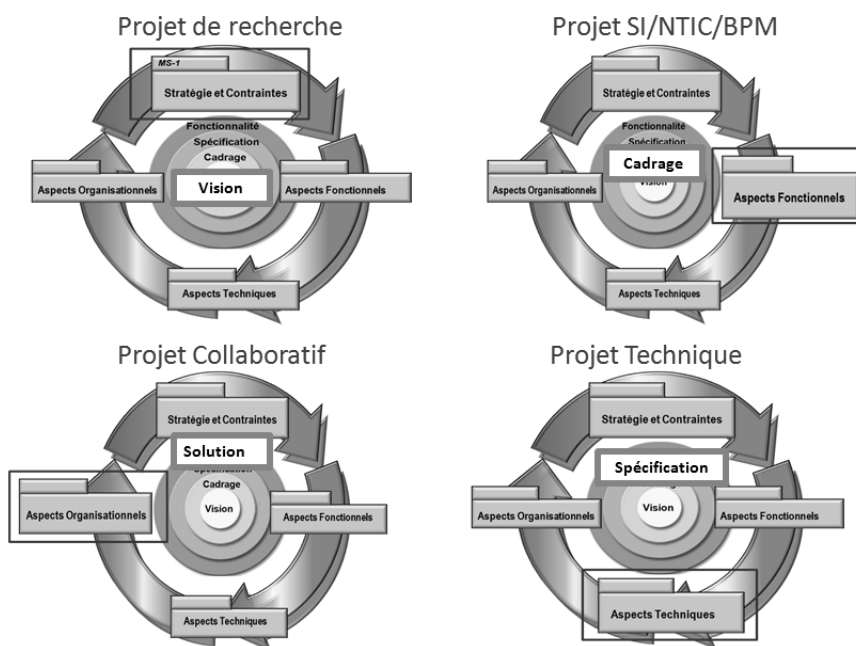 Projet de recherche
MS-1
Stratégie et Contraintes
Fonctionnalité
Spécification
Cadrage
Vision
Aspects Organisationnels
Aspects Fonctionnels
Aspects Techniques
Projet SI/NTIC/BPM
Stratégie et Contraintes
Fonctionnalité
Cadrage
Vision
Aspects Organisationnels
Aspects Fonctionnels
Aspects Techniques
Projet Collaboratif
Stratégie et Contraintes
Solution
Cadrage
Vision
Aspects Organisationnels
Aspects Fonctionnels
Aspects Techniques
Projet Technique
Stratégie et Contraintes
Spécification
Vision
Aspects Organisationnels
Aspects Fonctionnels
Aspects Techniques